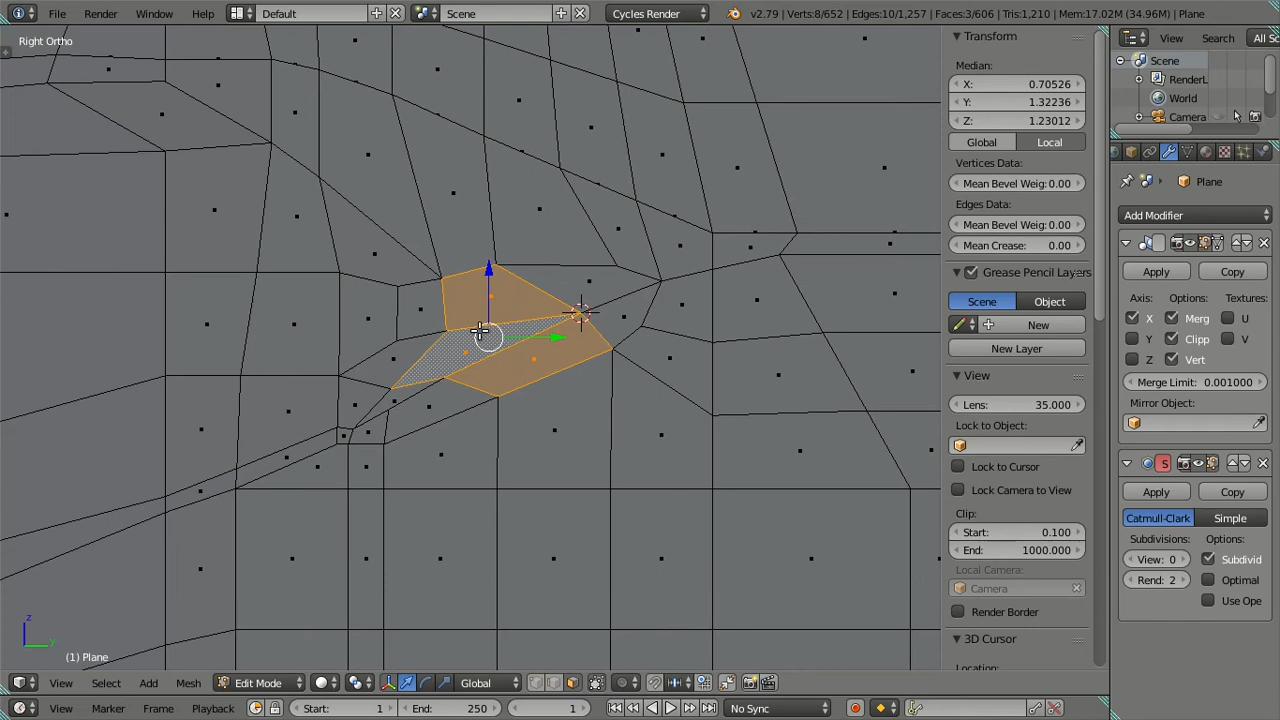 File Render Window Help Default Scene Cycles Render v2.79 | Verts:8/652 | Edges:10/1,257 | Faces:3/606 | Tris:1,210 | Mem:17.02M (34.96M) | Plane
Right Ortho
Transform
Median:
X: 0.70526
Y: 1.32236
Z: 1.23012
Global Local
Vertices Data:
Mean Bevel Weig: 0.00
Edges Data:
Mean Bevel Weig: 0.00
Mean Crease: 0.00
Grease Pencil Layers
Scene Object
New
New Layer
View
Lens: 35.000
Lock to Object:
Lock to Cursor
Lock Camera to View
Clip:
Start: 0.100
End: 1000.000
Local Camera:
Camera
Render Border
3D Cursor
Location:
View Search All Sc
Scene
RenderL
World
Camera
Plane
Add Modifier
Apply Copy
Axis: Options: Textures:
X Merg U
Y Clipp V
Z Vert
Merge Limit: 0.001000
Mirror Object:
S
Apply Copy
Catmull-Clark Simple
Subdivisions: Options:
View: 0 Subdivid
Rend: 2 Optimal
Use Ope
z
y
(1) Plane
View Select Add Mesh Edit Mode Global
View Marker Frame Playback Start: 1 End: 250 1 No Sync